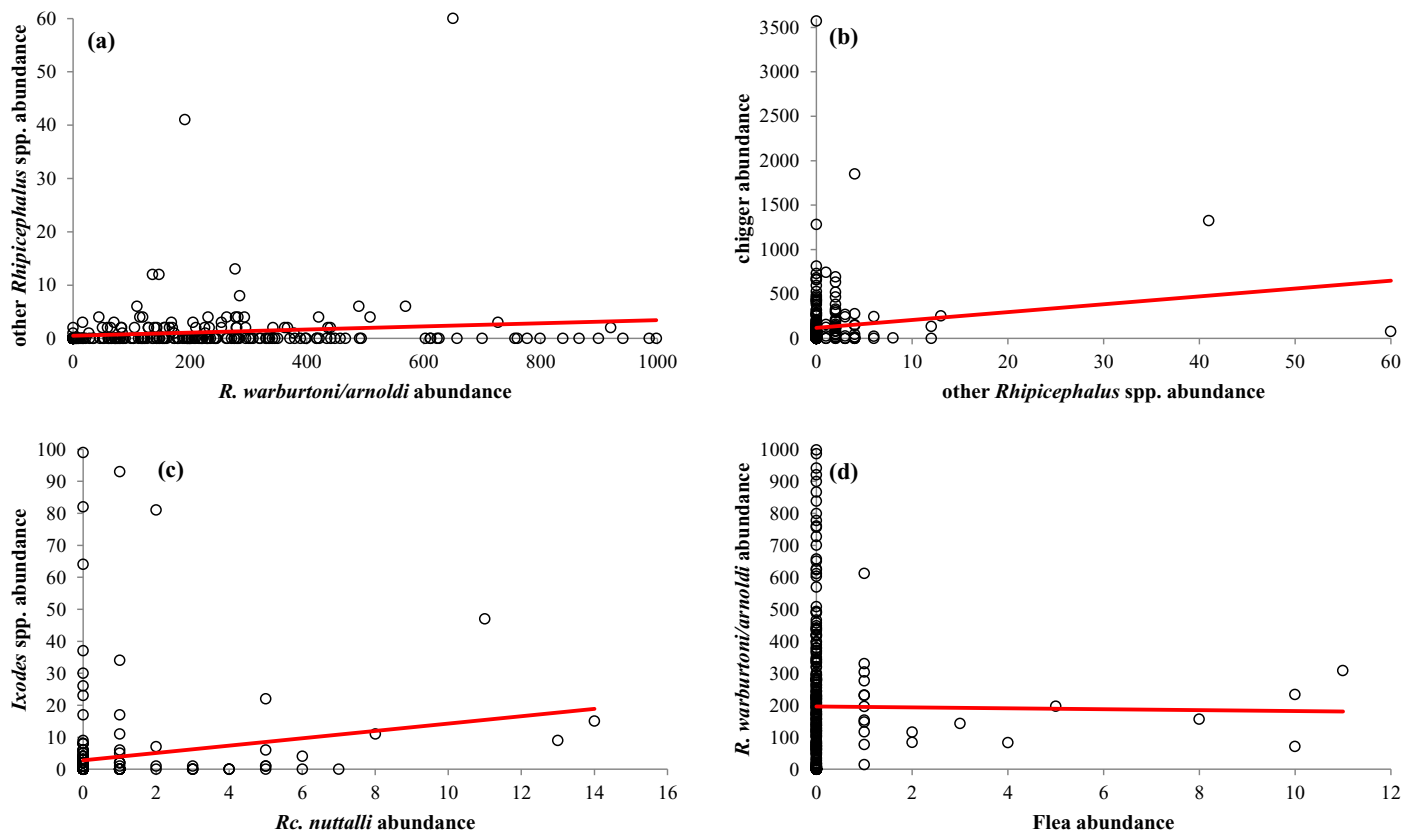 (a)
other Rhipicephalus spp. abundance
60
50
40
30
20
10
0
0 200 400 600 800 1000
R. warburtoni/arnoldi abundance
(b)
chigger abundance
3500
3000
2500
2000
1500
1000
500
0
0 10 20 30 40 50 60
other Rhipicephalus spp. abundance
(c)
Ixodes spp. abundance
100
90
80
70
60
50
40
30
20
10
0
0 2 4 6 8 10 12 14 16
Rc. nuttalli abundance
(d)
R. warburtoni/arnoldi abundance
1000
900
800
700
600
500
400
300
200
100
0
0 2 4 6 8 10 12
Flea abundance